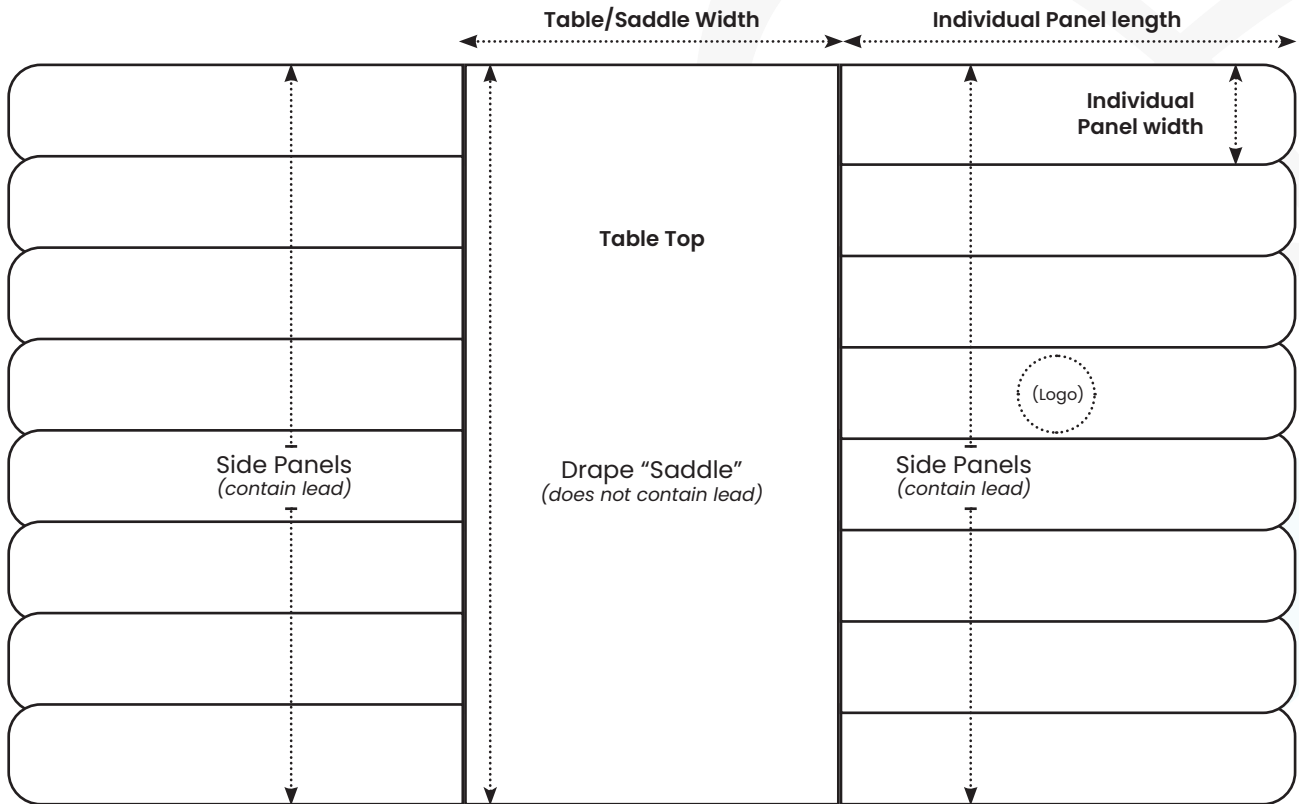 Table/Saddle Width
Individual Panel length
Individual
Panel width
Table Top
(Logo)
Side Panels
(contain lead)
Drape “Saddle”
(does not contain lead)
Side Panels
(contain lead)